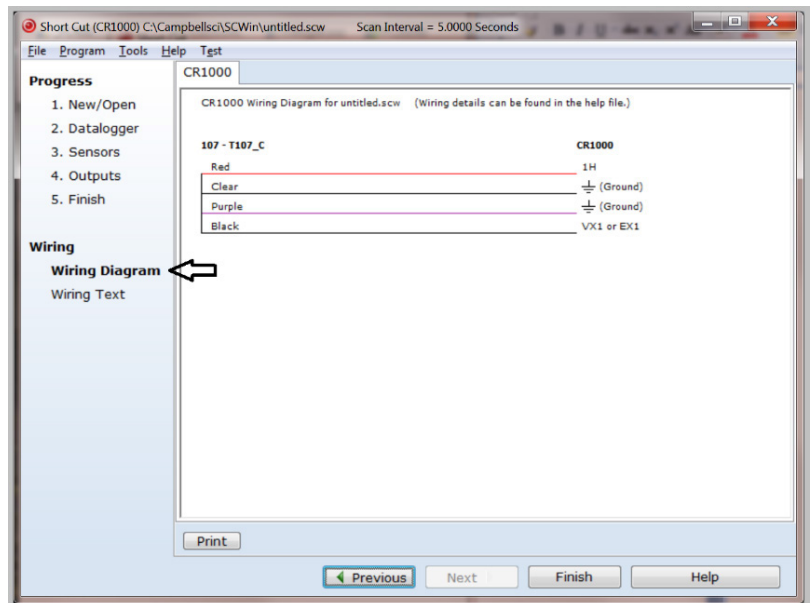 Short Cut (CR1000) C:\Campbellsci\SCWin\untitled.scw Scan Interval = 5.0000 Seconds
File Program Tools Help Test
Progress
1. New/Open
2. Datalogger
3. Sensors
4. Outputs
5. Finish
Wiring
Wiring Diagram
Wiring Text
CR1000
CR1000 Wiring Diagram for untitled.scw (Wiring details can be found in the help file.)
107 - T107_C CR1000
Red 1H
Clear (Ground)
Purple (Ground)
Black VX1 or EX1
Print
Previous Next Finish Help